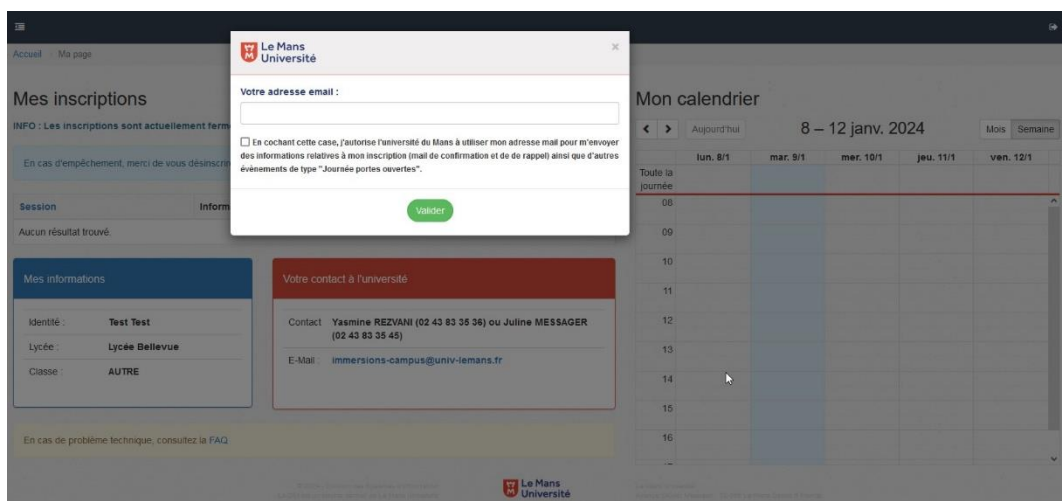 Accueil
Ma page
Le Mans
Université
×
Votre adresse email :
En cochant cette case, j'autorise l'université du Mans à utiliser mon adresse mail pour m'envoyer
des informations relatives à mon inscription (mail de confirmation et de de rappel) ainsi que d'autres
évènements de type "Journée portes ouvertes".
Valider
Mes inscriptions
INFO : Les inscriptions sont actuellement ferm
En cas d'empêchement, merci de vous désinscrin
Session Inform
Aucun résultat trouvé.
Mes informations
Identité : Test Test
Lycée : Lycée Bellevue
Classe : AUTRE
Votre contact à l'université
Contact Yasmine REZVANI (02 43 83 35 36) ou Juline MESSAGER
(02 43 83 35 45)
E-Mail : immersions-campus@univ-lemans.fr
En cas de problème technique, consultez la FAQ
Mon calendrier
Aujourd'hui 8 – 12 janv. 2024 Mois Semaine
lun. 8/1 mar. 9/1 mer. 10/1 jeu. 11/1 ven. 12/1
Toute la
journée
08
09
10
11
12
13
14
15
16
Le Mans
Université